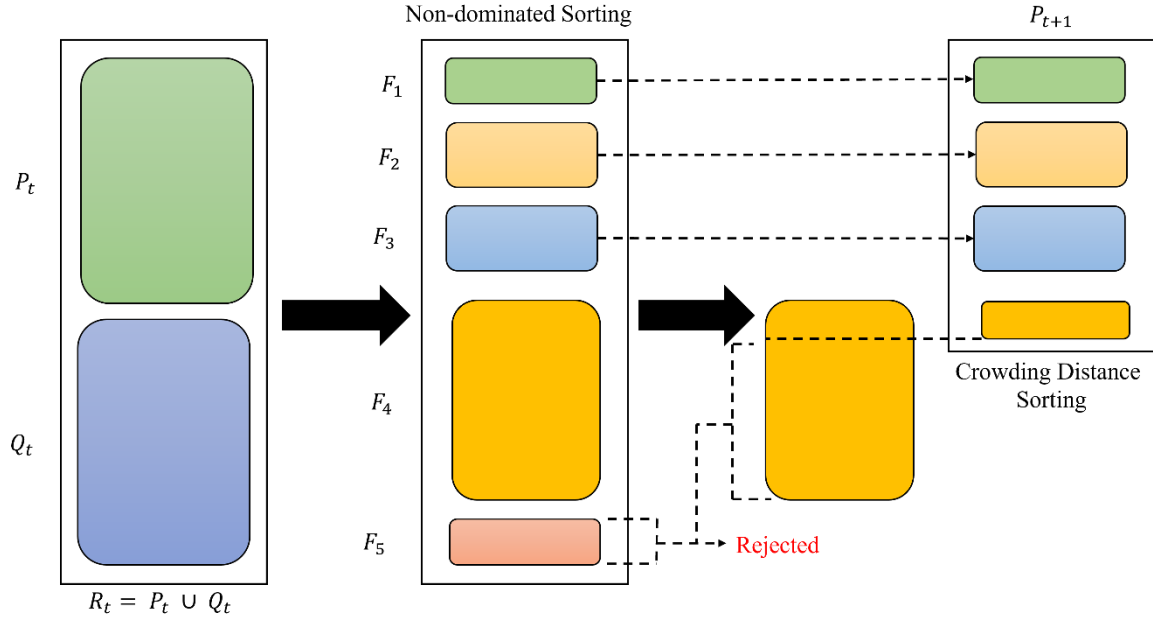 Non-dominated Sorting
P_{t+1}
F_1
F_2
P_t
F_3
F_4
Crowding Distance
Sorting
Q_t
F_5
Rejected
R_t = P_t ∪ Q_t